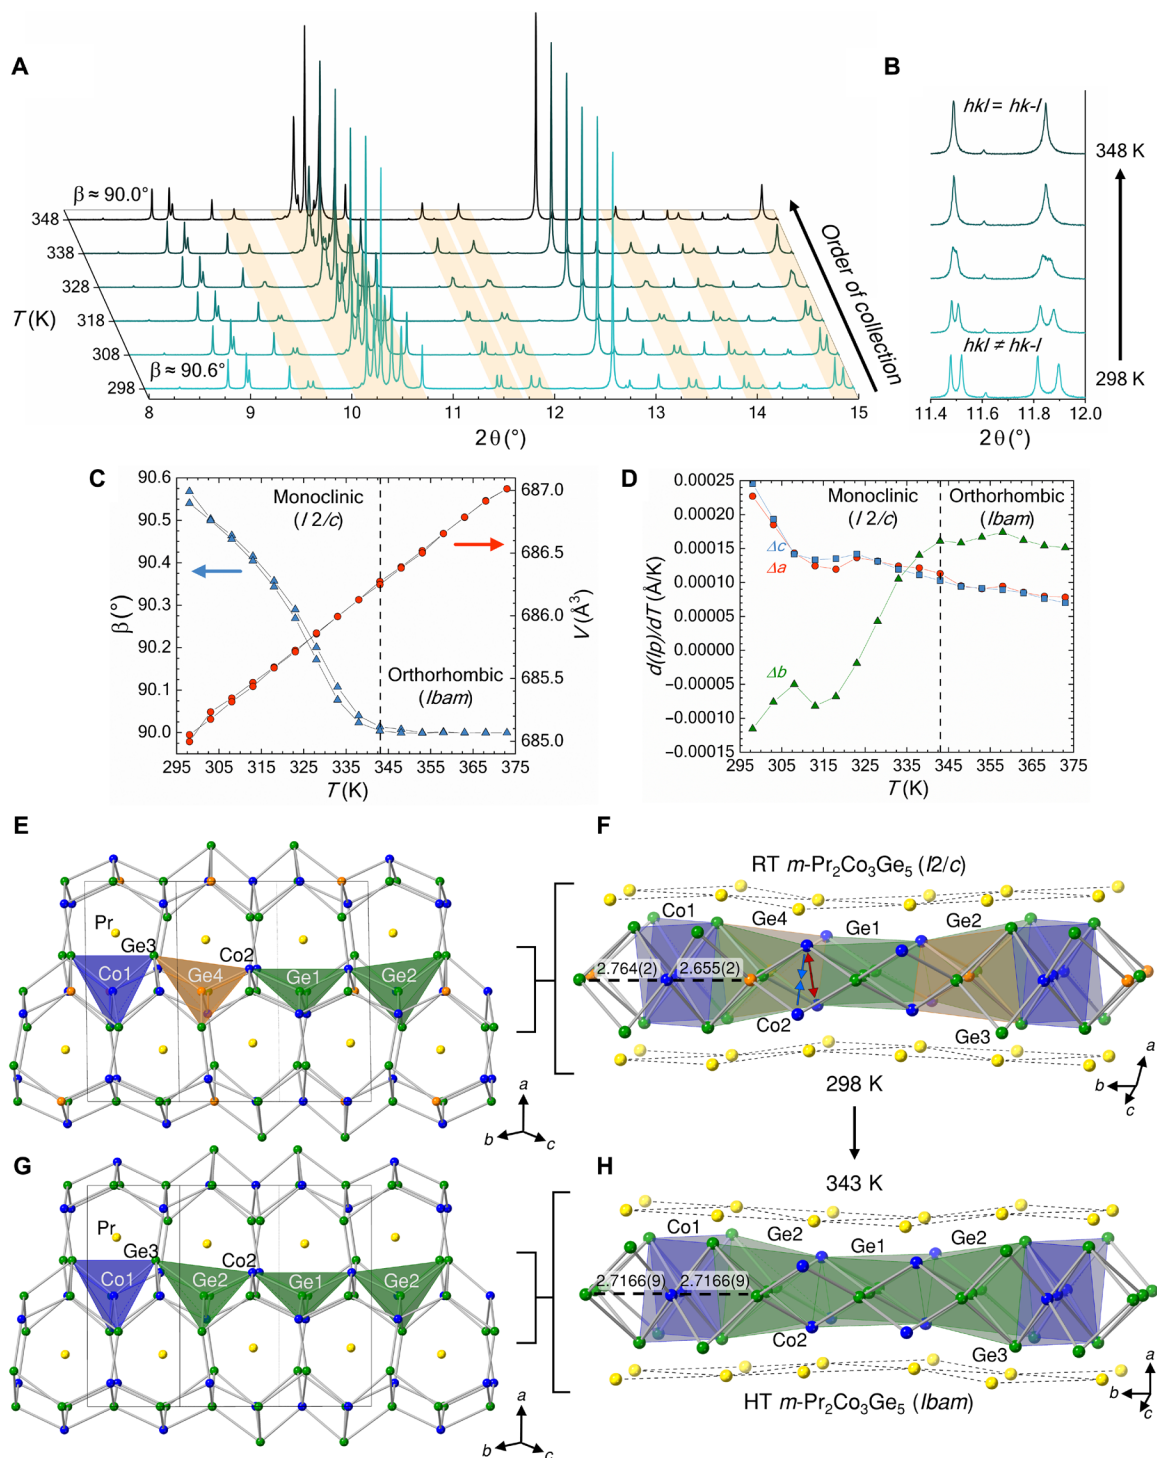 A
β ≈ 90.0°
348
338
328
T (K)
318
308
β ≈ 90.6°
298
8 9 10 11 12 13 14 15
2θ (°)
Order of collection
B
hkl = hk-l
348 K
hkl ≠ hk-l
298 K
11.4 11.6 11.8 12.0
2θ (°)
C
90.6
90.5
90.4
90.3
90.2
90.1
90.0
β (°)
Monoclinic
(I 2/c)
Orthorhombic
(Ibam)
687.0
686.5
686.0
685.5
685.0
V (Å³)
295 305 315 325 335 345 355 365 375
T (K)
D
0.00025
0.00020
0.00015
0.00010
0.00005
0.00000
−0.00005
−0.00010
−0.00015
d(lp)/dT (Å/K)
Monoclinic
(I 2/c)
Orthorhombic
(Ibam)
Δc
Δa
Δb
295 305 315 325 335 345 355 365 375
T (K)
E
Pr
Ge3
Co2
Co1 Ge4 Ge1 Ge2
a
b
c
F
RT m-Pr₂Co₃Ge₅ (I2/c)
Co1
Ge4
Ge1
Ge2
2.764(2) 2.655(2)
Co2
Ge3
298 K
a
b
c
G
Pr
Ge3
Co2
Co1 Ge2 Ge1 Ge2
a
b
c
H
343 K
Co1
Ge2
Ge1
Ge2
2.7166(9) 2.7166(9)
Co2
Ge3
HT m-Pr₂Co₃Ge₅ (Ibam)
a
b
c